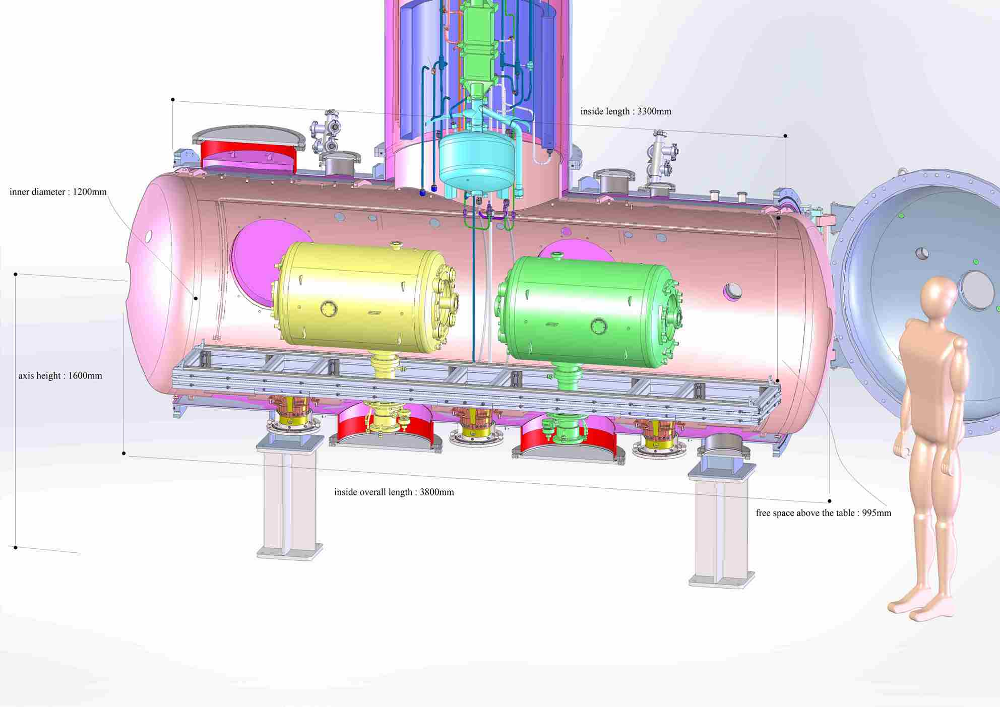 inside length : 3300mm
inner diameter : 1200mm
axis height : 1600mm
inside overall length : 3800mm
free space above the table : 995mm